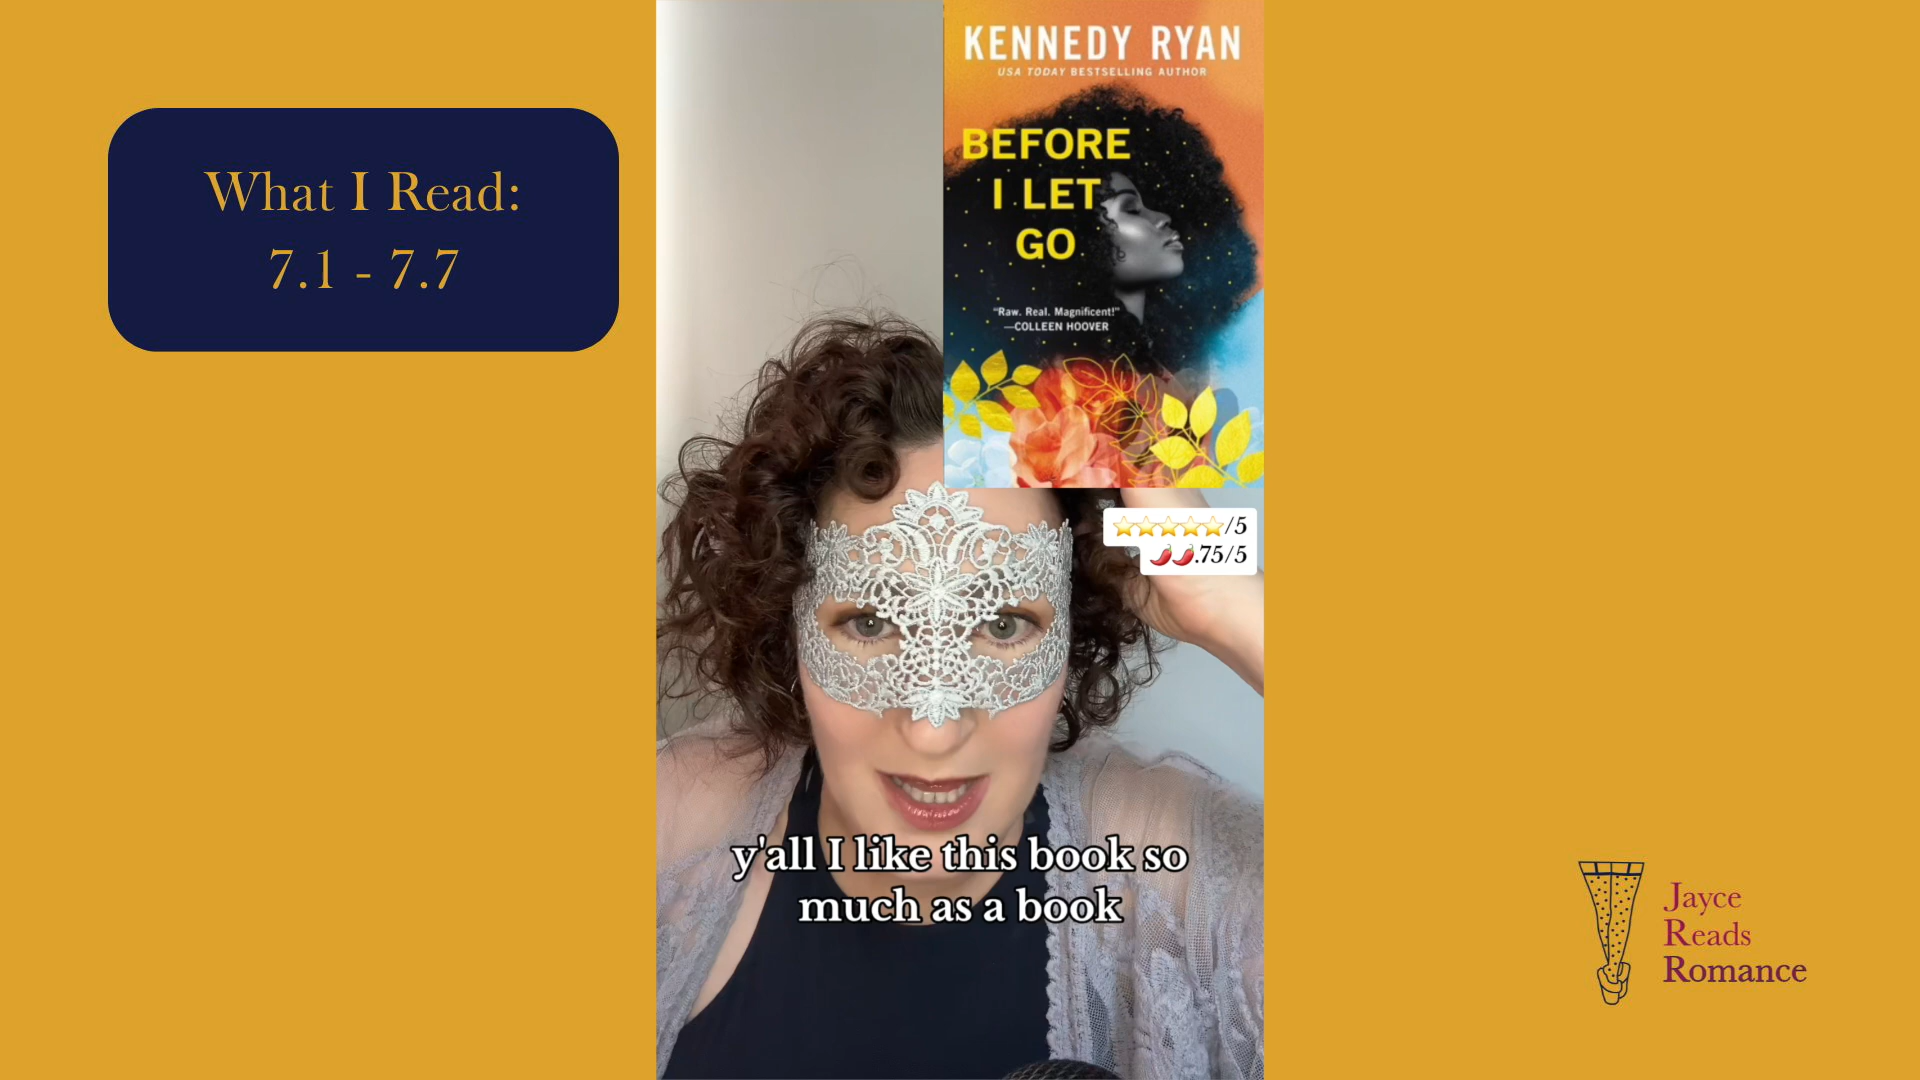 What I Read:
7.1 - 7.7
KENNEDY RYAN
USA TODAY BESTSELLING AUTHOR
BEFORE
I LET
GO
“Raw. Real. Magnificent!”
—COLLEEN HOOVER
⭐⭐⭐⭐⭐/5
🌶️🌶️.75/5
y'all I like this book so
much as a book
Jayce
Reads
Romance